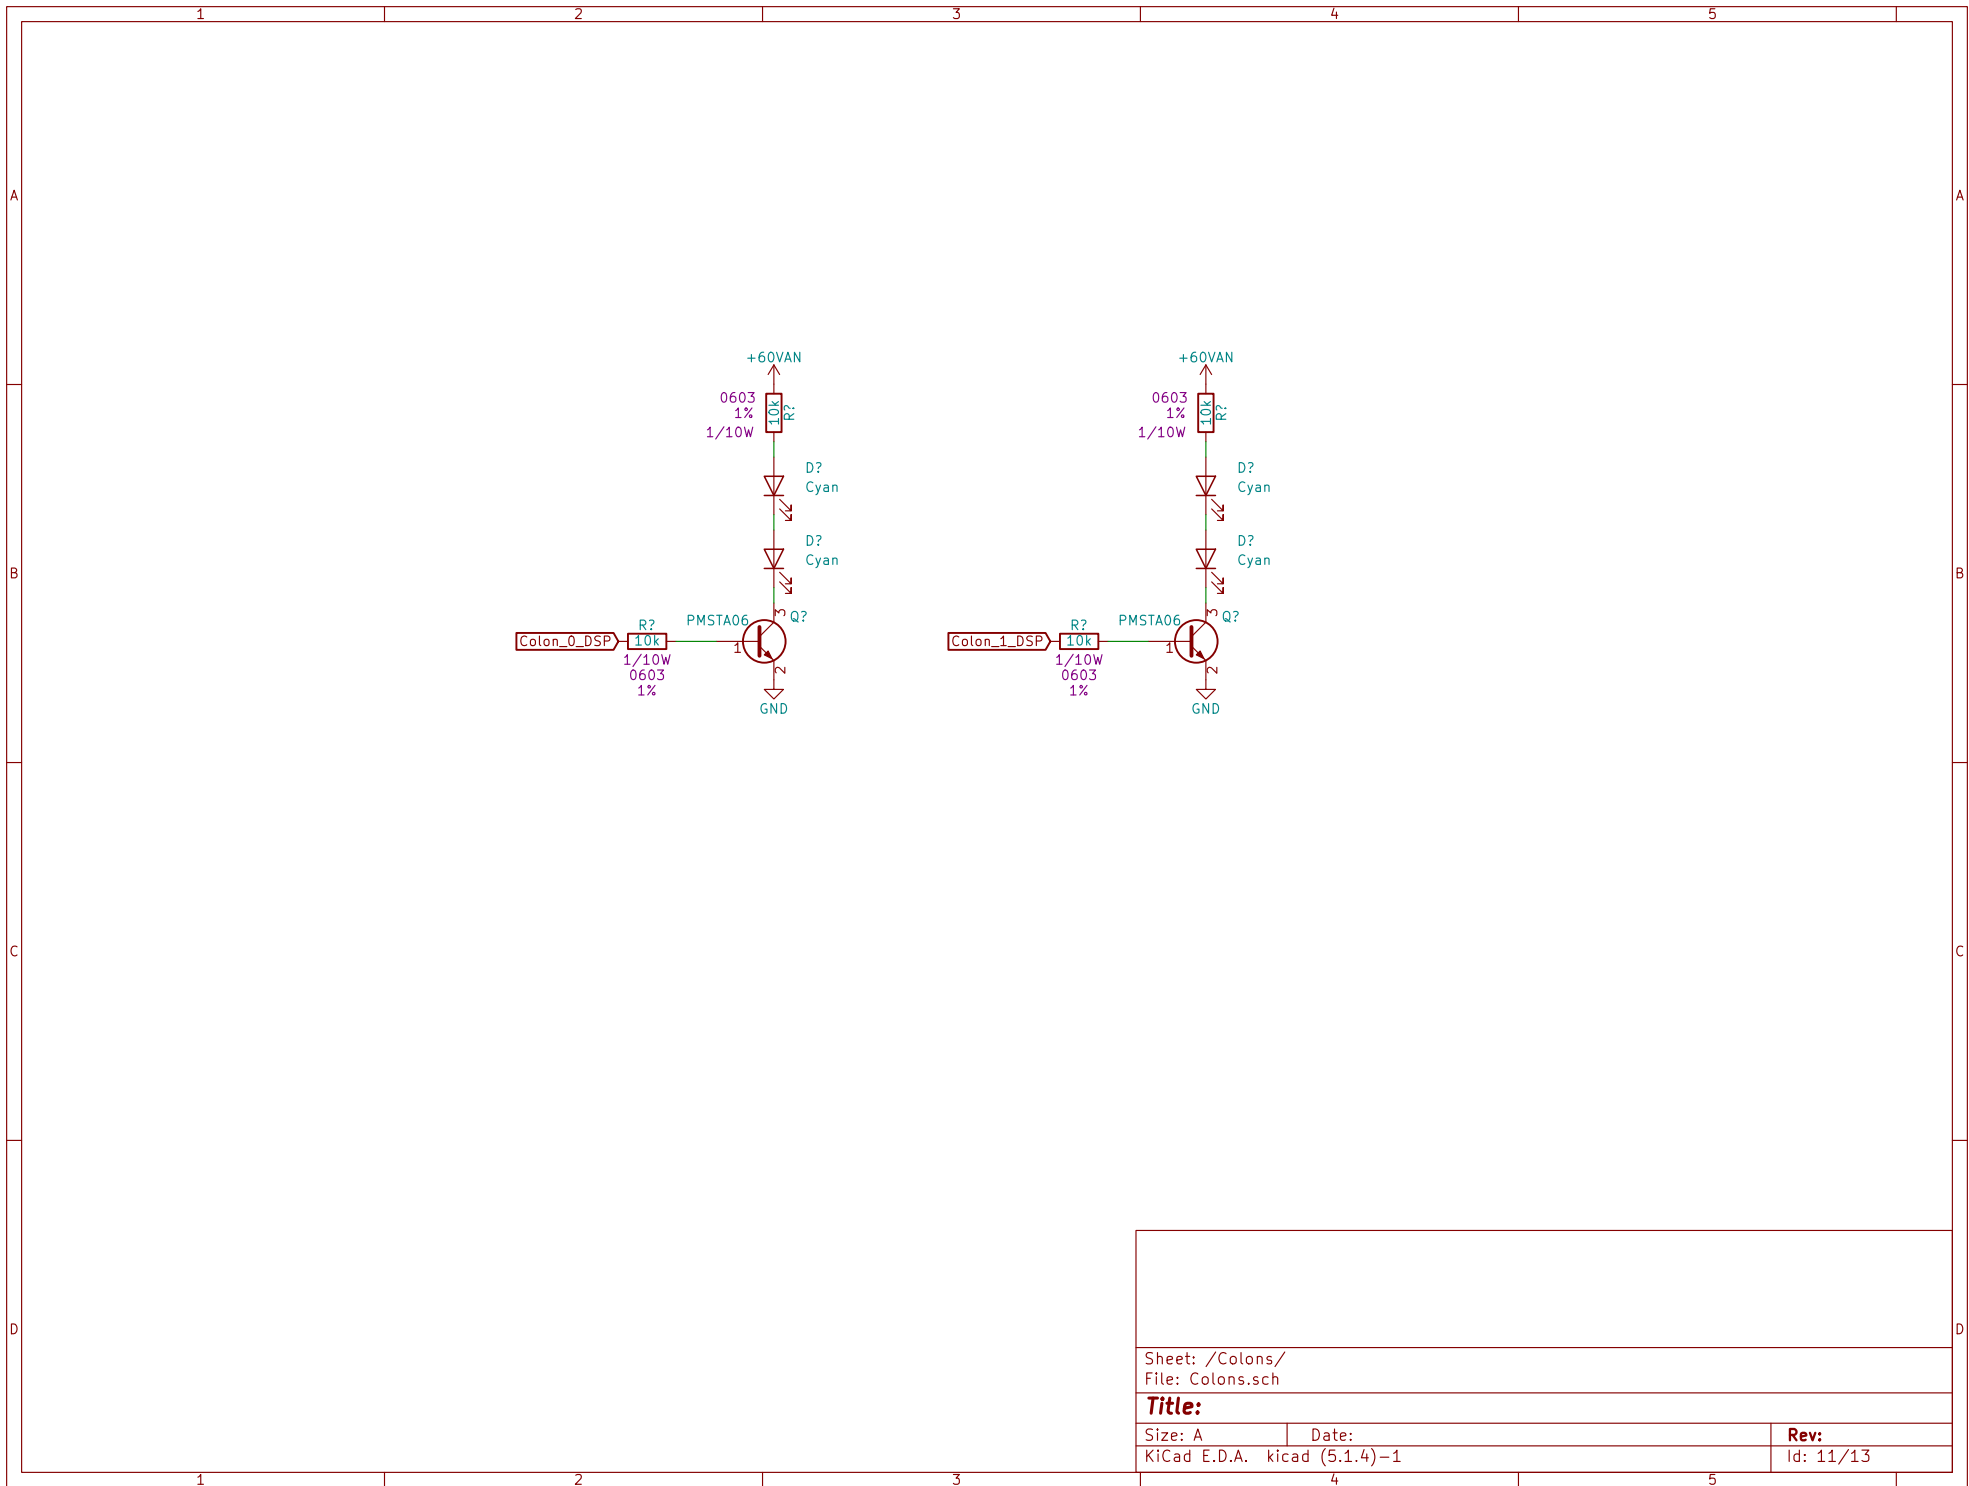 1 2 3 4 5
A A
+60VAN +60VAN
0603 0603
1% 10k R? 1% 10k R?
1/10W 1/10W
D? D?
Cyan Cyan
D? D?
Cyan Cyan
B B
PMSTA06 3 Q? PMSTA06 3 Q?
R? R?
Colon_0_DSP 10k 1 Colon_1_DSP 10k 1
1/10W 1/10W
0603 2 0603 2
1% 1%
GND GND
C C
D D
Sheet: /Colons/
File: Colons.sch
Title:
Size: A Date: Rev:
KiCad E.D.A. kicad (5.1.4)-1 Id: 11/13
1 2 3 4 5